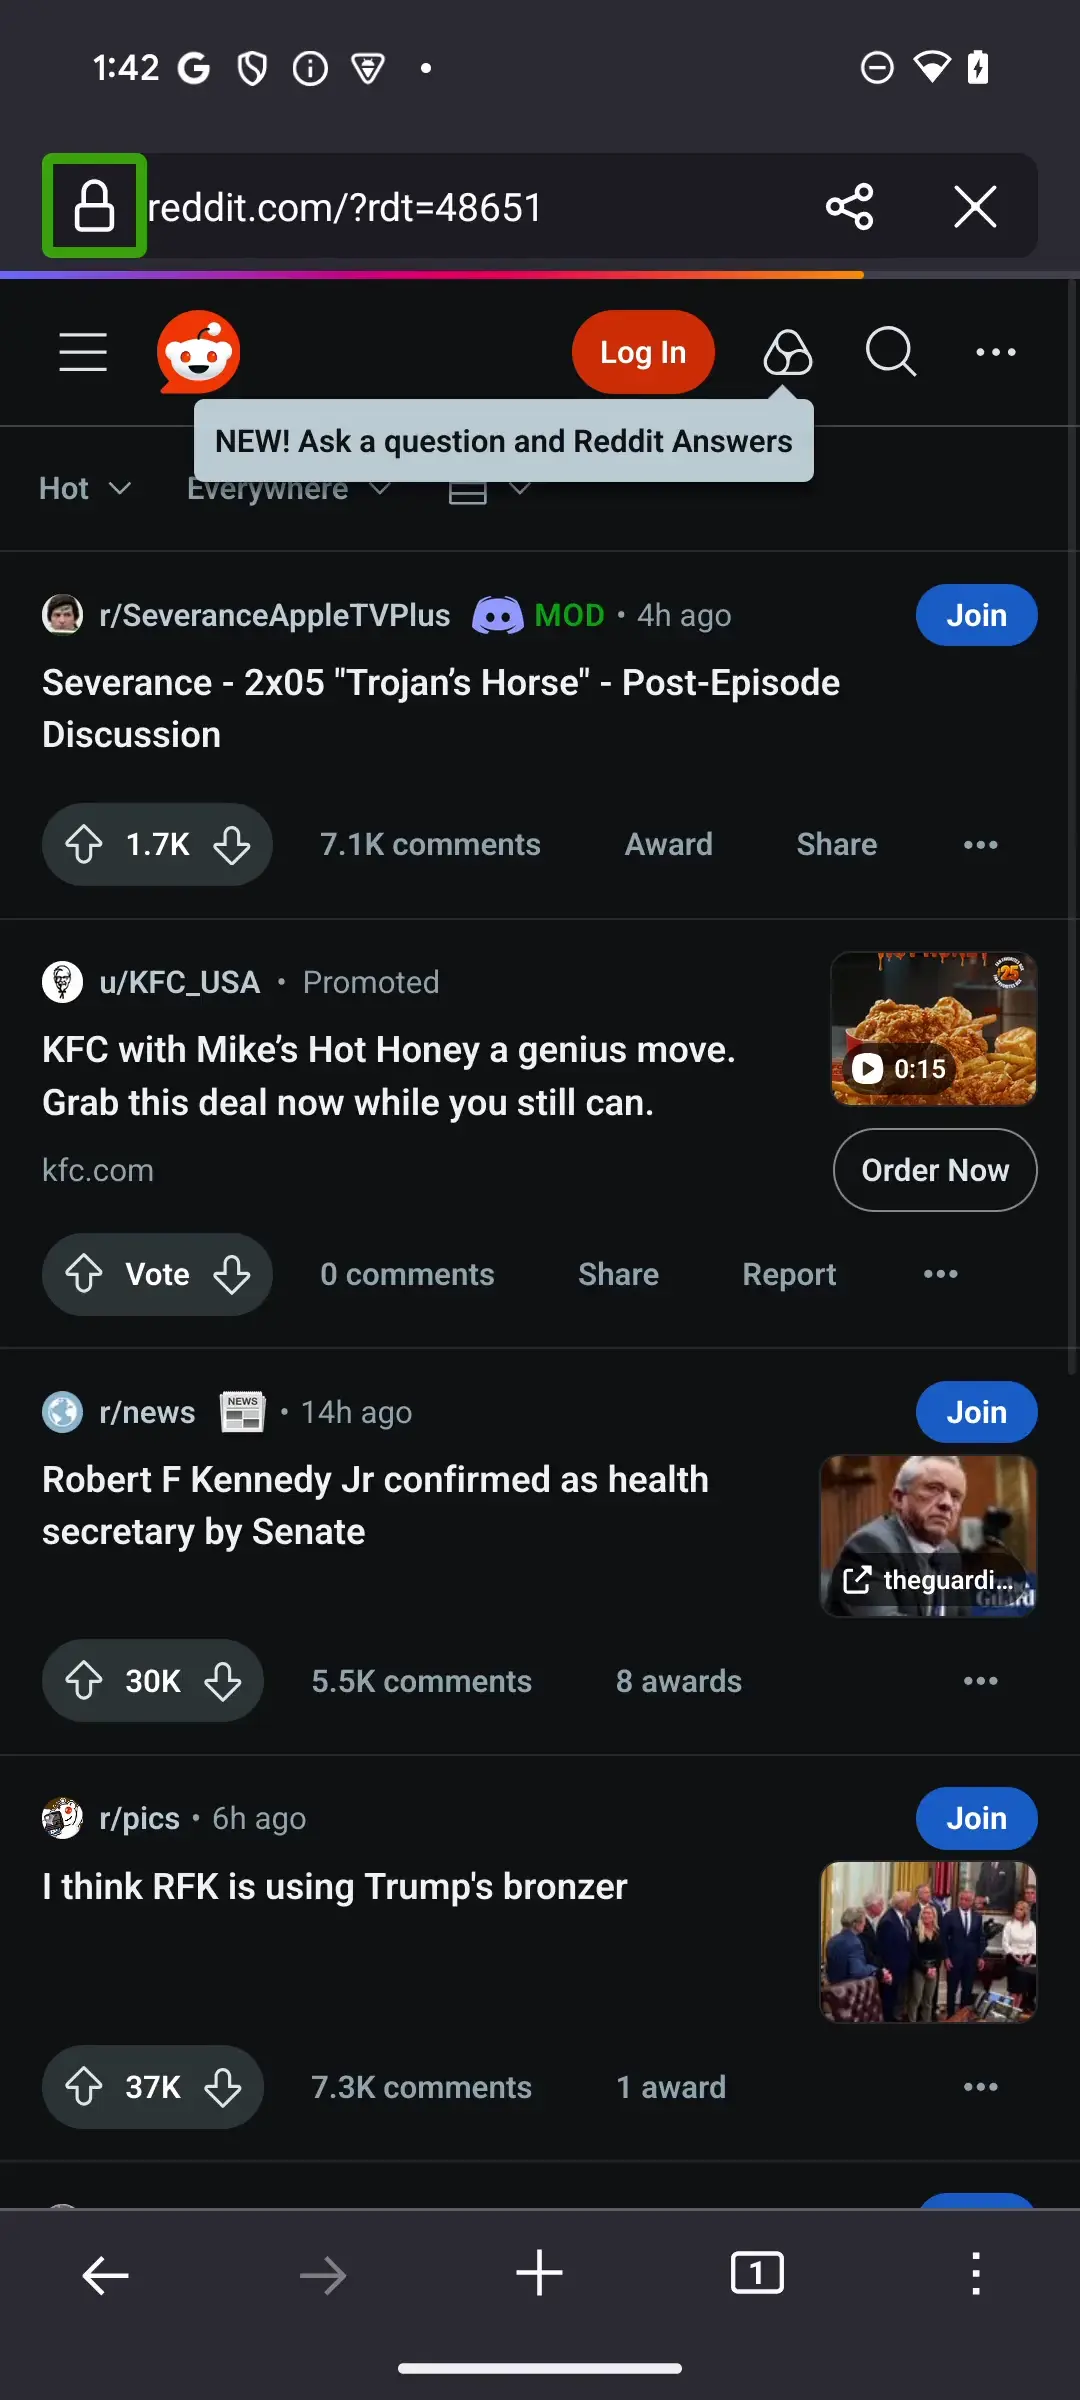 1:42
reddit.com/?rdt=48651
Log In
NEW! Ask a question and Reddit Answers
Hot
Everywhere
r/SeveranceAppleTVPlus MOD • 4h ago
Join
Severance - 2x05 "Trojan’s Horse" - Post-Episode
Discussion
1.7K
7.1K comments
Award
Share
u/KFC_USA • Promoted
KFC with Mike’s Hot Honey a genius move.
Grab this deal now while you still can.
25
0:15
kfc.com
Order Now
Vote
0 comments
Share
Report
r/news NEWS • 14h ago
Join
Robert F Kennedy Jr confirmed as health
secretary by Senate
theguardi...
30K
5.5K comments
8 awards
r/pics • 6h ago
Join
I think RFK is using Trump's bronzer
37K
7.3K comments
1 award
1